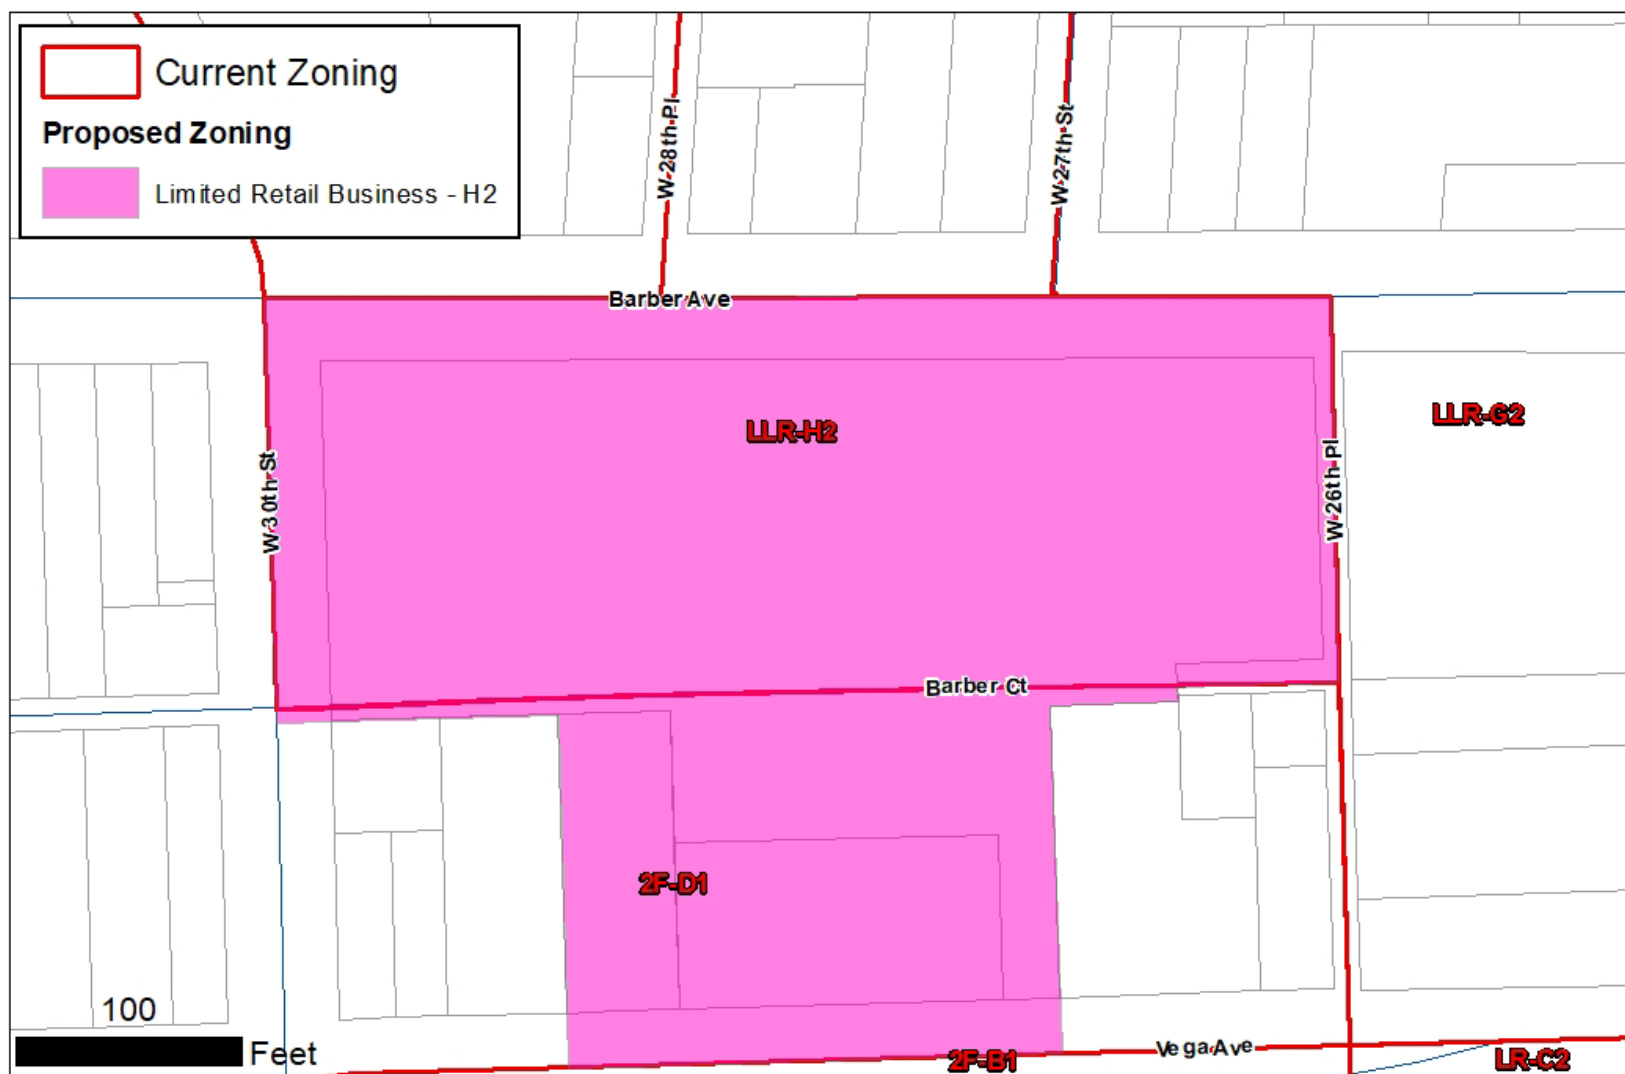 Current Zoning
Proposed Zoning
Limited Retail Business - H2
W 28th Pl
W 27th St
Barber Ave
LLR-H2
LLR-G2
W 30th St
W 26th Pl
Barber Ct
2F-D1
100
Feet
2F-B1
Vega Ave
LR-C2